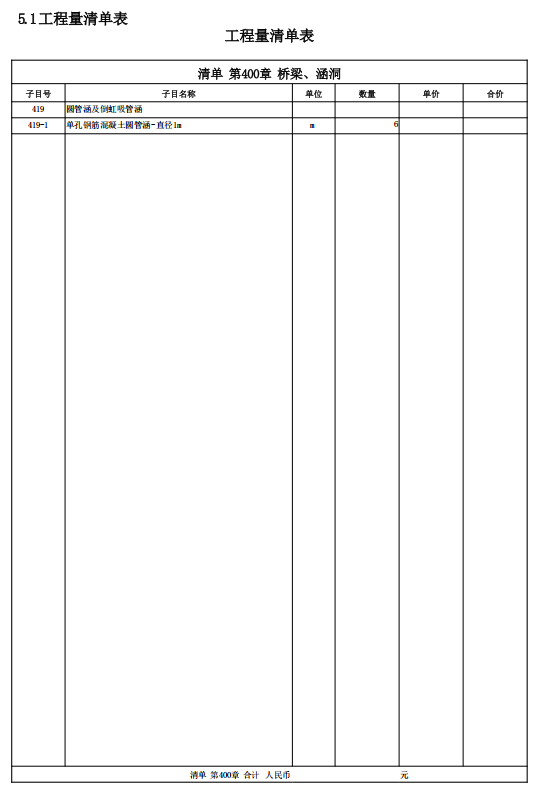 5.1工程量清单表
工程量清单表
清单 第400章 桥梁、涵洞
子目号 子目名称 单位 数量 单价 合价
419 圆管涵及倒虹吸管涵
419-1 单孔钢筋混凝土圆管涵-直径1m m 6
清单 第400章 合计 人民币 元